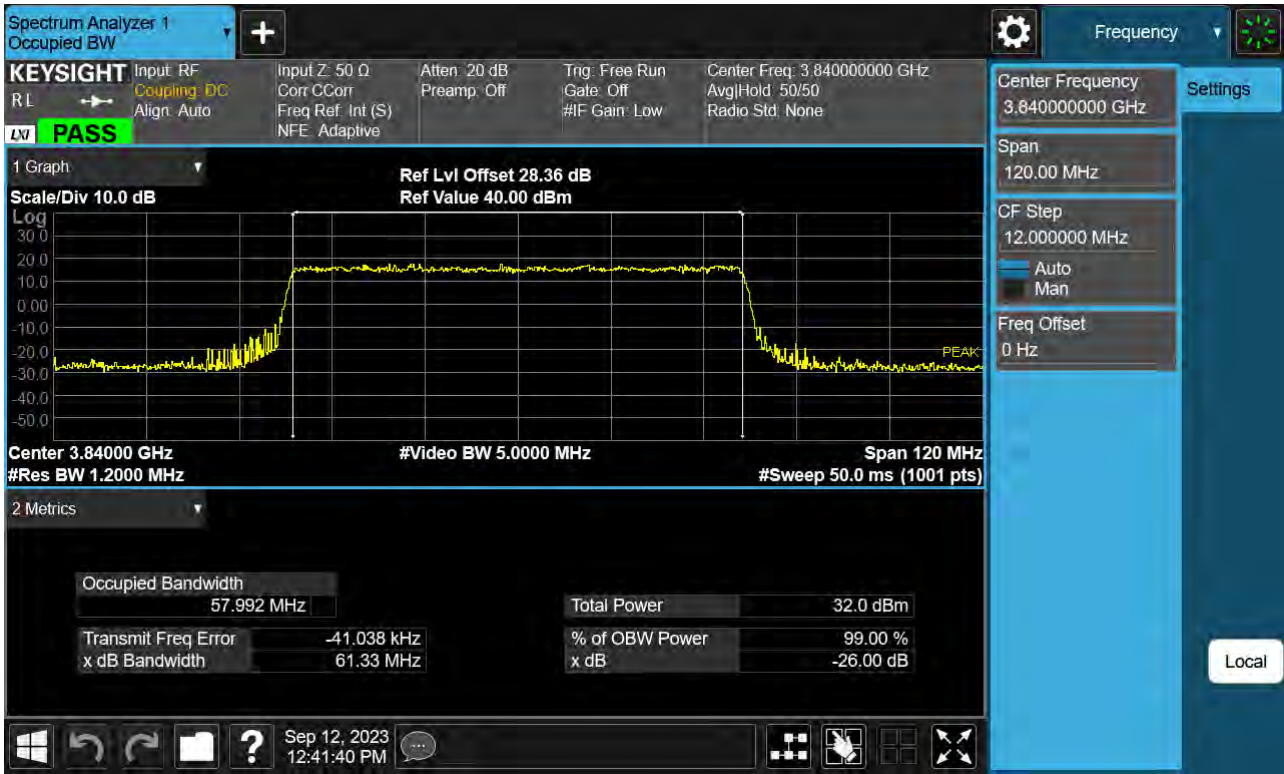 Spectrum Analyzer 1
Occupied BW
+
Frequency
KEYSIGHT
RL
LXI PASS
Input: RF
Coupling: DC
Align: Auto
Input Z: 50 Ω
Corr CCorr
Freq Ref: Int (S)
NFE: Adaptive
Atten: 20 dB
Preamp: Off
Trig: Free Run
Gate: Off
#IF Gain: Low
Center Freq: 3.840000000 GHz
Avg|Hold: 50/50
Radio Std: None
1 Graph
Scale/Div 10.0 dB
Ref Lvl Offset 28.36 dB
Ref Value 40.00 dBm
Log
30.0
20.0
10.0
0.00
-10.0
-20.0
-30.0
-40.0
-50.0
PEAK
Center 3.84000 GHz
#Video BW 5.0000 MHz
Span 120 MHz
#Res BW 1.2000 MHz
#Sweep 50.0 ms (1001 pts)
2 Metrics
Occupied Bandwidth
57.992 MHz
Total Power 32.0 dBm
Transmit Freq Error -41.038 kHz
% of OBW Power 99.00 %
x dB Bandwidth 61.33 MHz
x dB -26.00 dB
Center Frequency
3.840000000 GHz
Settings
Span
120.00 MHz
CF Step
12.000000 MHz
Auto
Man
Freq Offset
0 Hz
Local
?
Sep 12, 2023
12:41:40 PM